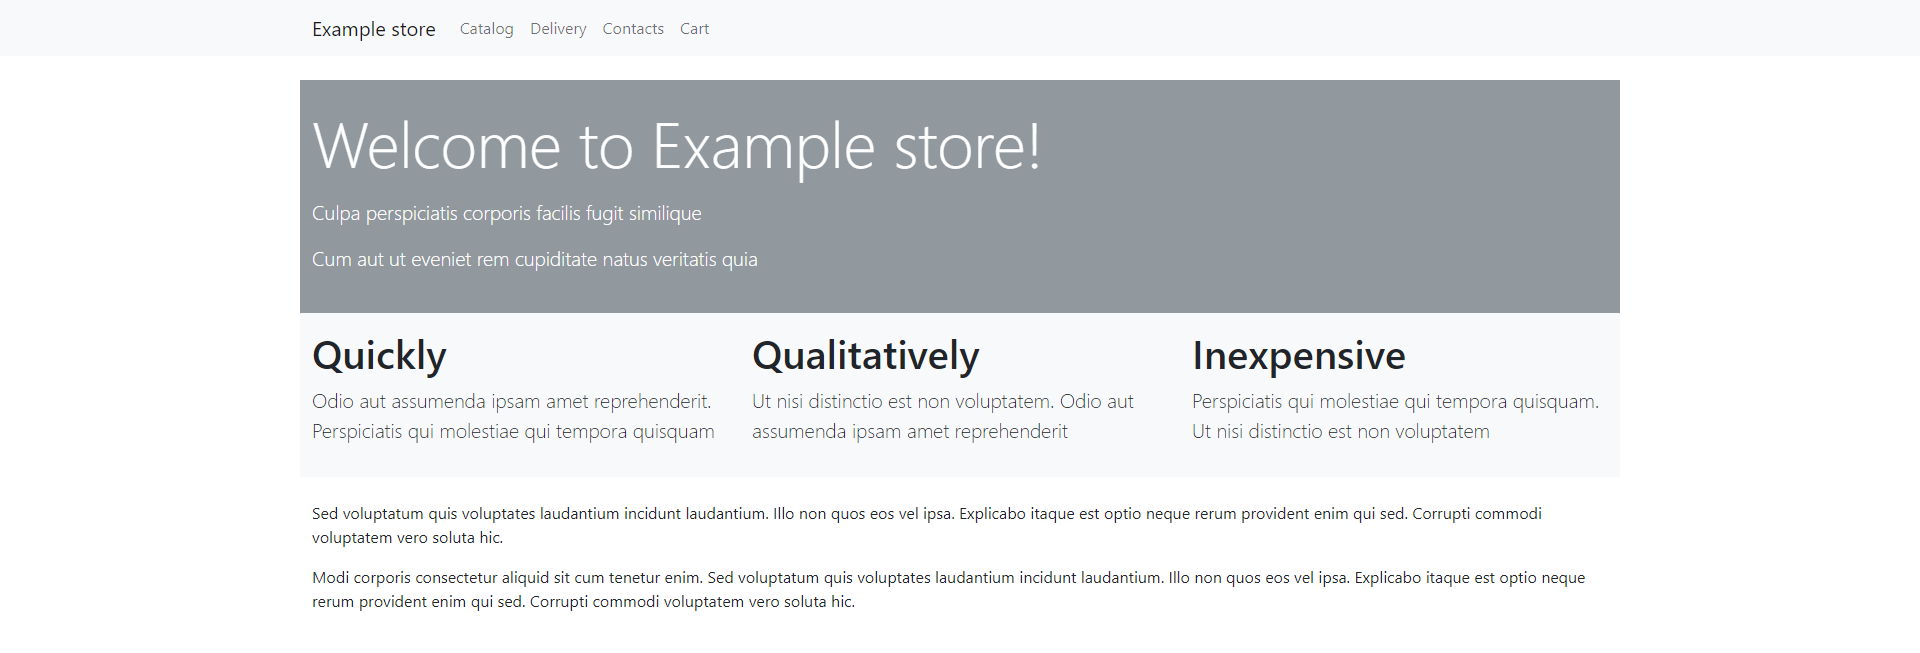 Example store Catalog Delivery Contacts Cart
Welcome to Example store!
Culpa perspiciatis corporis facilis fugit similique
Cum aut ut eveniet rem cupiditate natus veritatis quia
Quickly
Odio aut assumenda ipsam amet reprehenderit.
Perspiciatis qui molestiae qui tempora quisquam
Qualitatively
Ut nisi distinctio est non voluptatem. Odio aut
assumenda ipsam amet reprehenderit
Inexpensive
Perspiciatis qui molestiae qui tempora quisquam.
Ut nisi distinctio est non voluptatem
Sed voluptatum quis voluptates laudantium incidunt laudantium. Illo non quos eos vel ipsa. Explicabo itaque est optio neque rerum provident enim qui sed. Corrupti commodi
voluptatem vero soluta hic.
Modi corporis consectetur aliquid sit cum tenetur enim. Sed voluptatum quis voluptates laudantium incidunt laudantium. Illo non quos eos vel ipsa. Explicabo itaque est optio neque
rerum provident enim qui sed. Corrupti commodi voluptatem vero soluta hic.